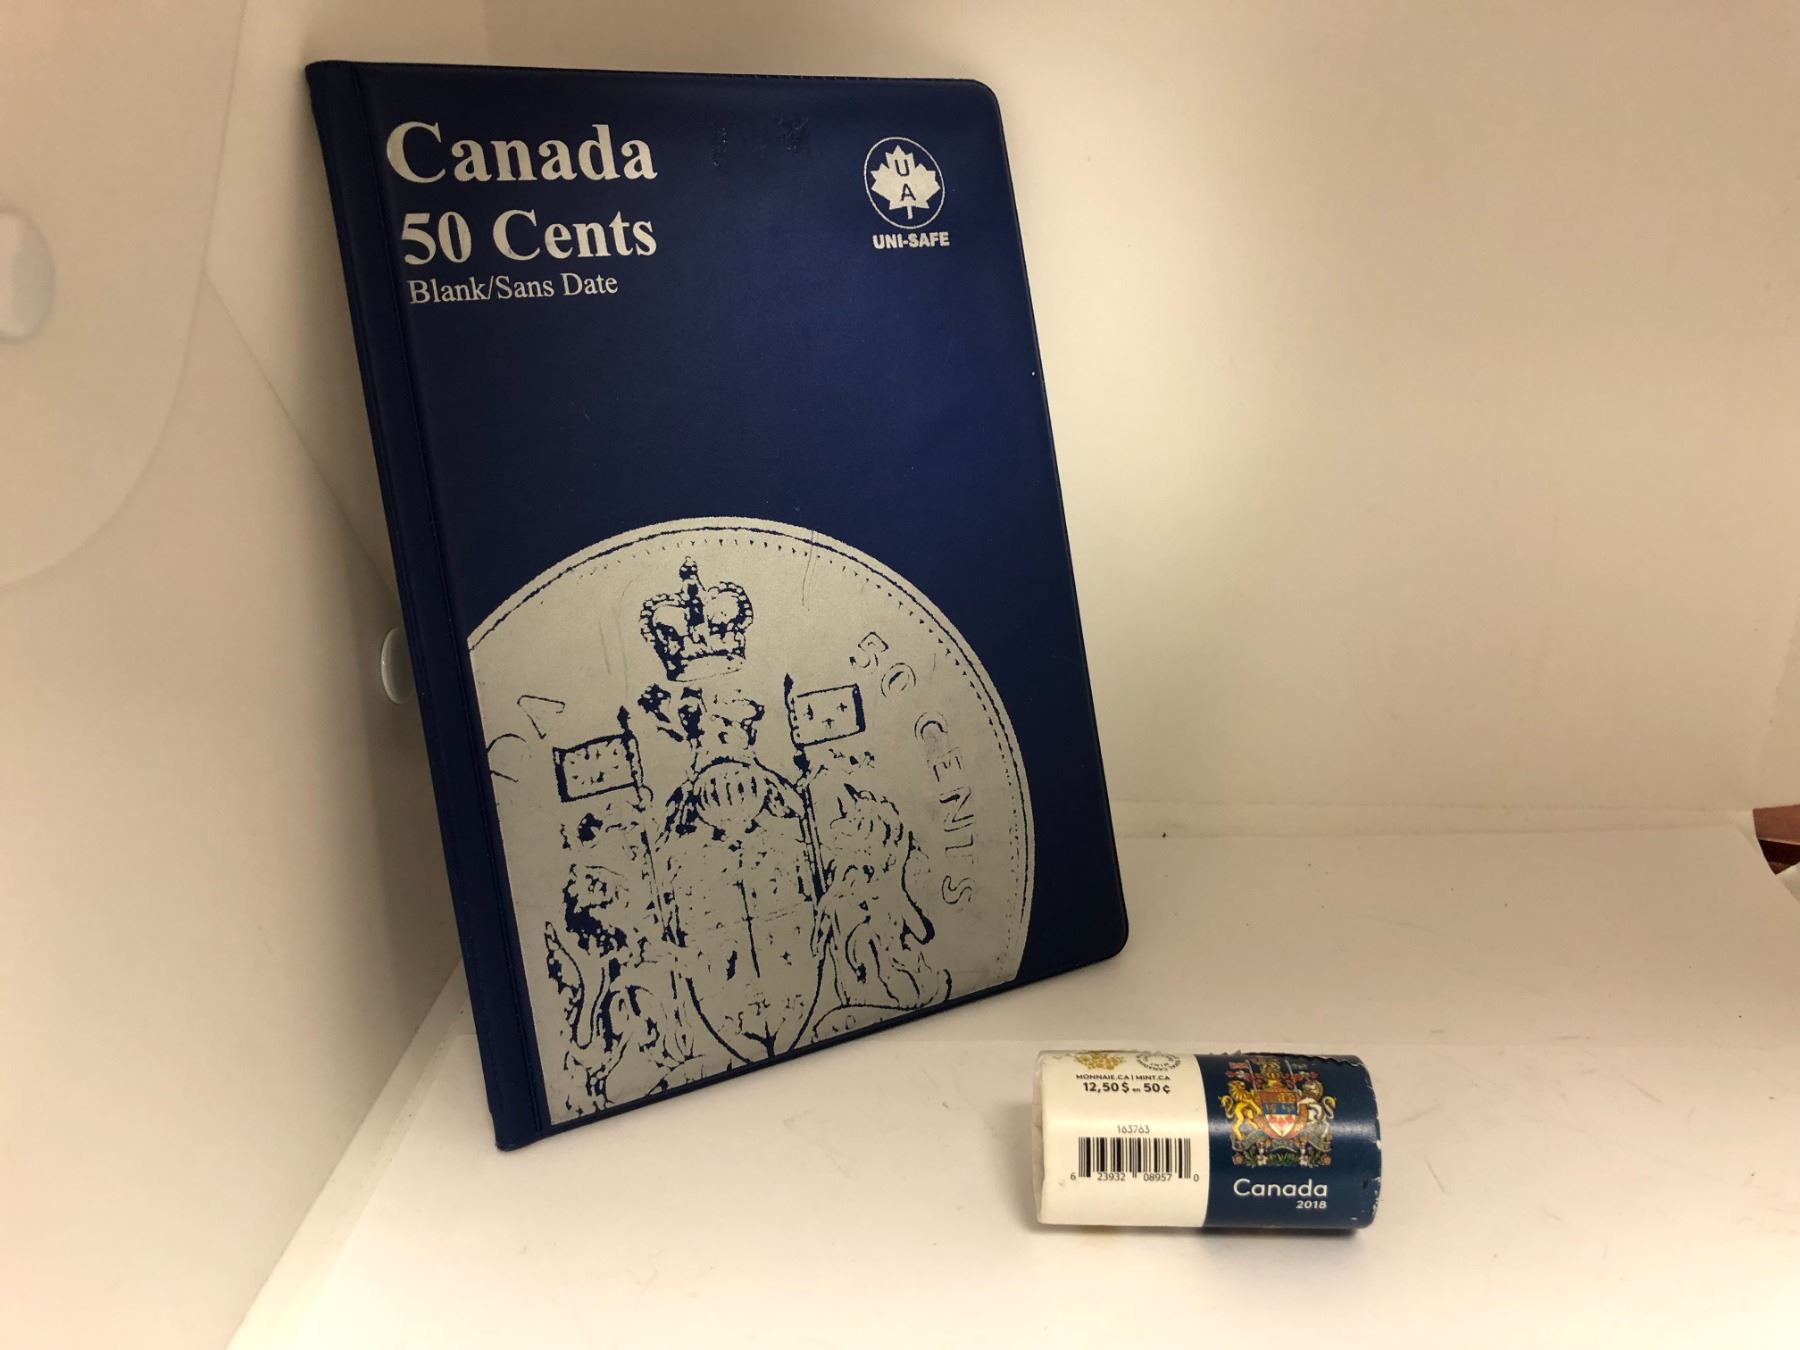 Canada
50 Cents
Blank/Sans Date
U
A
UNI-SAFE
50 CENTS
MONNAIE.CA | MINT.CA
12,50 $ en 50 ¢
163763
6 23932 08957 0
Canada
2018